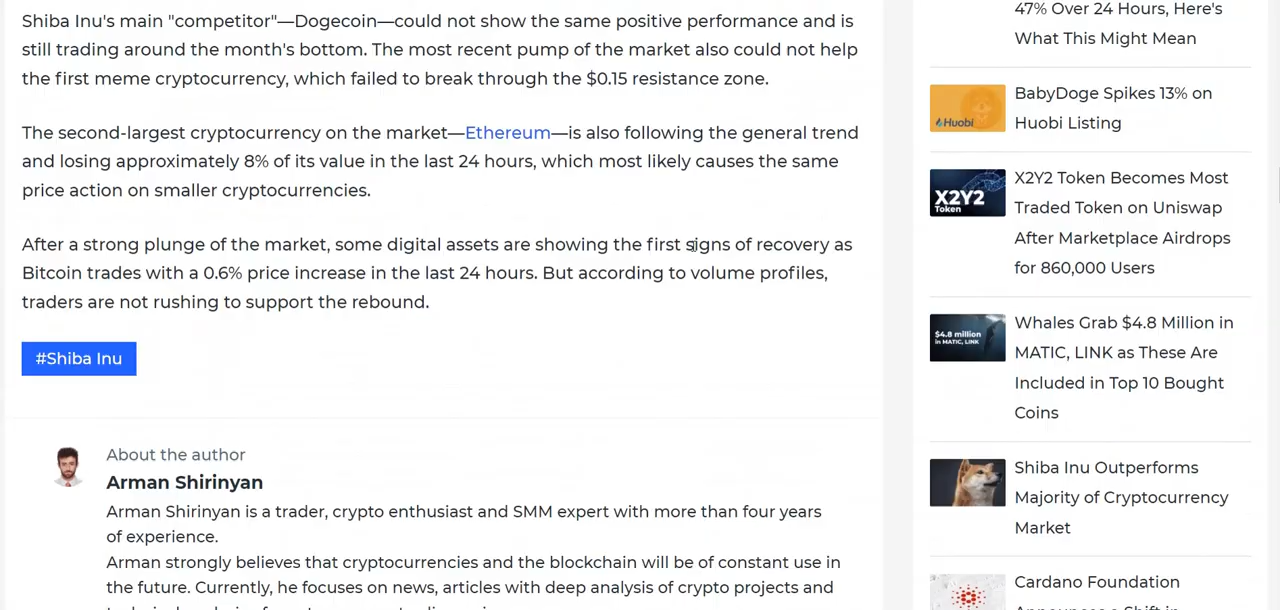 Shiba Inu's main "competitor"—Dogecoin—could not show the same positive performance and is
still trading around the month's bottom. The most recent pump of the market also could not help
the first meme cryptocurrency, which failed to break through the $0.15 resistance zone.
The second-largest cryptocurrency on the market—Ethereum—is also following the general trend
and losing approximately 8% of its value in the last 24 hours, which most likely causes the same
price action on smaller cryptocurrencies.
After a strong plunge of the market, some digital assets are showing the first signs of recovery as
Bitcoin trades with a 0.6% price increase in the last 24 hours. But according to volume profiles,
traders are not rushing to support the rebound.
#Shiba Inu
About the author
Arman Shirinyan
Arman Shirinyan is a trader, crypto enthusiast and SMM expert with more than four years
of experience.
Arman strongly believes that cryptocurrencies and the blockchain will be of constant use in
the future. Currently, he focuses on news, articles with deep analysis of crypto projects and
47% Over 24 Hours, Here's
What This Might Mean
Huobi
BabyDoge Spikes 13% on
Huobi Listing
X2Y2
Token
X2Y2 Token Becomes Most
Traded Token on Uniswap
After Marketplace Airdrops
for 860,000 Users
$4.8 million
in MATIC, LINK
Whales Grab $4.8 Million in
MATIC, LINK as These Are
Included in Top 10 Bought
Coins
Shiba Inu Outperforms
Majority of Cryptocurrency
Market
Cardano Foundation